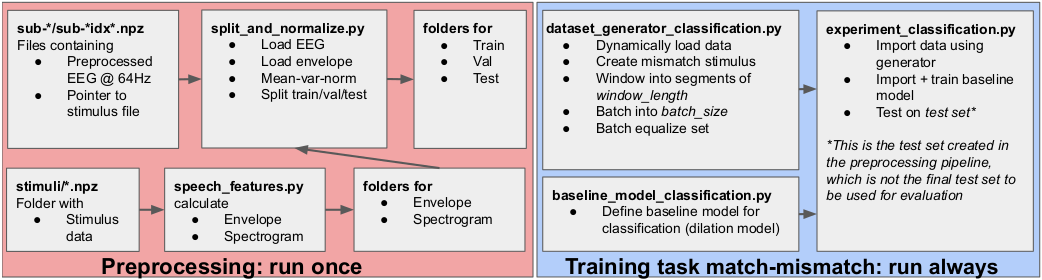 sub-*/sub-*idx*.npz
Files containing
● Preprocessed
EEG @ 64Hz
● Pointer to
stimulus file
split_and_normalize.py
● Load EEG
● Load envelope
● Mean-var-norm
● Split train/val/test
folders for
● Train
● Val
● Test
stimuli/*.npz
Folder with
● Stimulus
data
speech_features.py
calculate
● Envelope
● Spectrogram
folders for
● Envelope
● Spectrogram
Preprocessing: run once
dataset_generator_classification.py
● Dynamically load data
● Create mismatch stimulus
● Window into segments of
window_length
● Batch into batch_size
● Batch equalize set
baseline_model_classification.py
● Define baseline model for
classification (dilation model)
experiment_classification.py
● Import data using
generator
● Import + train baseline
model
● Test on test set*
*This is the test set created in
the preprocessing pipeline,
which is not the final test set to
be used for evaluation
Training task match-mismatch: run always